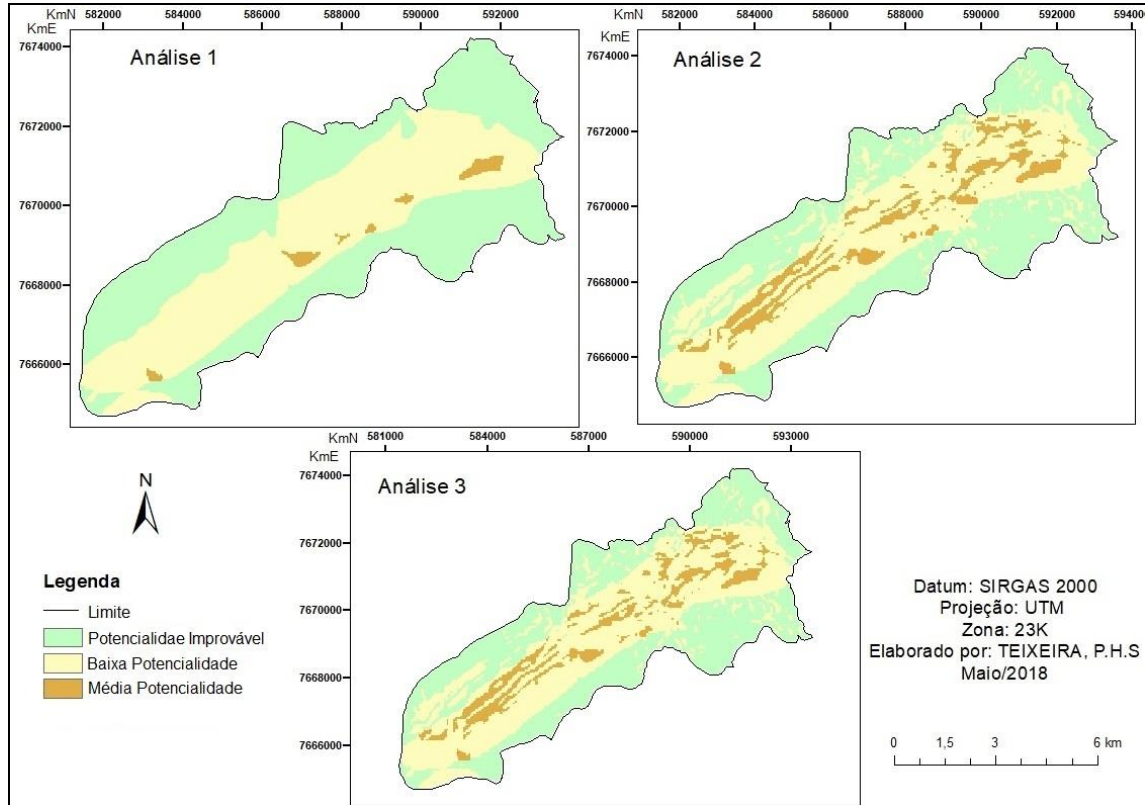 KmN 582000 584000 586000 588000 590000 592000
KmE
7674000
7672000
7670000
7668000
7666000
Análise 1
KmN 582000 584000 586000 588000 590000 592000 594000
KmE
7674000
7672000
7670000
7668000
7666000
Análise 2
KmN 581000 584000 587000 590000 593000
KmE
7674000
7672000
7670000
7668000
7666000
Análise 3
N
Legenda
Limite
Potencialidae Improvável
Baixa Potencialidade
Média Potencialidade
Datum: SIRGAS 2000
Projeção: UTM
Zona: 23K
Elaborado por: TEIXEIRA, P.H.S
Maio/2018
0 1,5 3 6 km